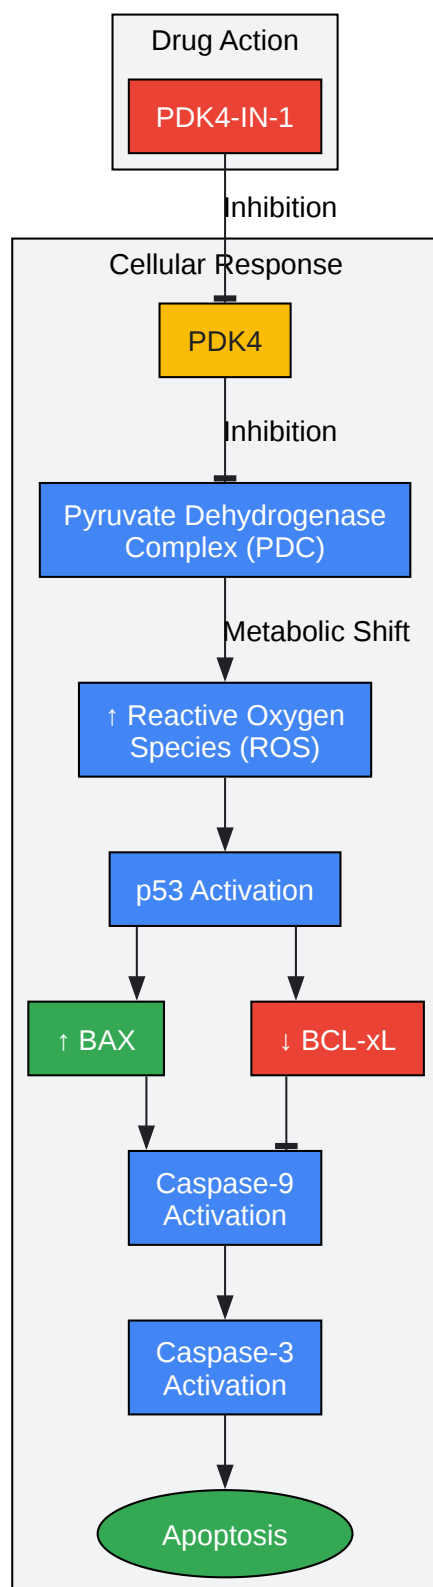 Drug Action
PDK4-IN-1
Inhibition
Cellular Response
PDK4
Inhibition
Pyruvate Dehydrogenase
Complex (PDC)
Metabolic Shift
↑ Reactive Oxygen
Species (ROS)
p53 Activation
↑ BAX
↓ BCL-xL
Caspase-9
Activation
Caspase-3
Activation
Apoptosis